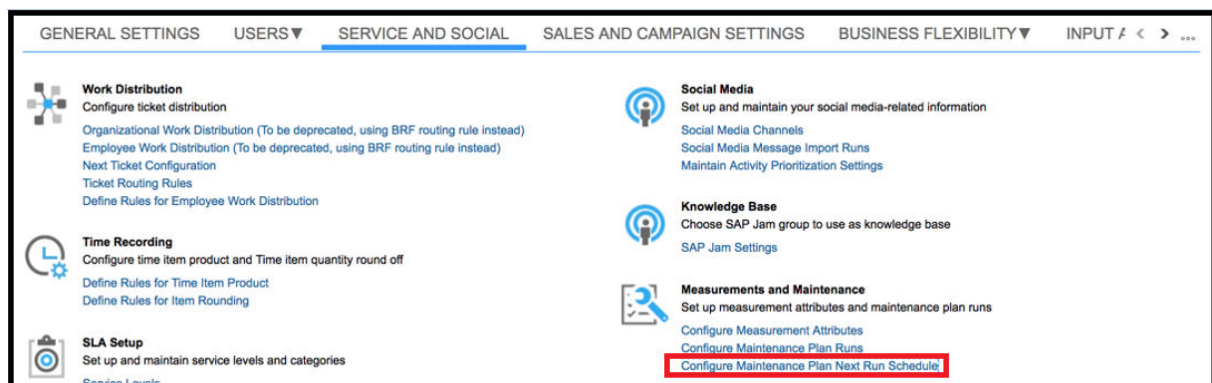 GENERAL SETTINGS USERS▼ SERVICE AND SOCIAL SALES AND CAMPAIGN SETTINGS BUSINESS FLEXIBILITY▼ INPUT < > ...
Work Distribution
Configure ticket distribution
Organizational Work Distribution (To be deprecated, using BRF routing rule instead)
Employee Work Distribution (To be deprecated, using BRF routing rule instead)
Next Ticket Configuration
Ticket Routing Rules
Define Rules for Employee Work Distribution
Time Recording
Configure time item product and Time item quantity round off
Define Rules for Time Item Product
Define Rules for Item Rounding
SLA Setup
Set up and maintain service levels and categories
Service Levels
Social Media
Set up and maintain your social media-related information
Social Media Channels
Social Media Message Import Runs
Maintain Activity Prioritization Settings
Knowledge Base
Choose SAP Jam group to use as knowledge base
SAP Jam Settings
Measurements and Maintenance
Set up measurement attributes and maintenance plan runs
Configure Measurement Attributes
Configure Maintenance Plan Runs
Configure Maintenance Plan Next Run Schedule